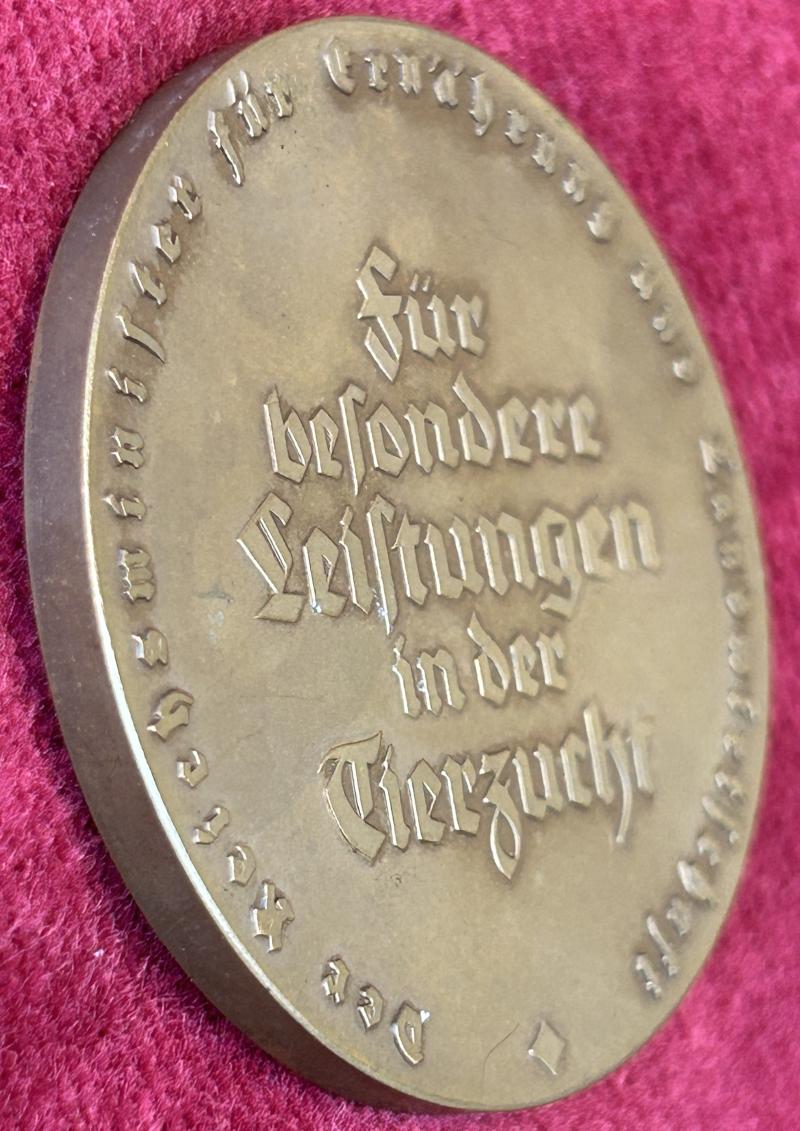 Der Reichsminister für Ernährung und Landwirtschaft
Für
besondere
Leistungen
in der
Tierzucht